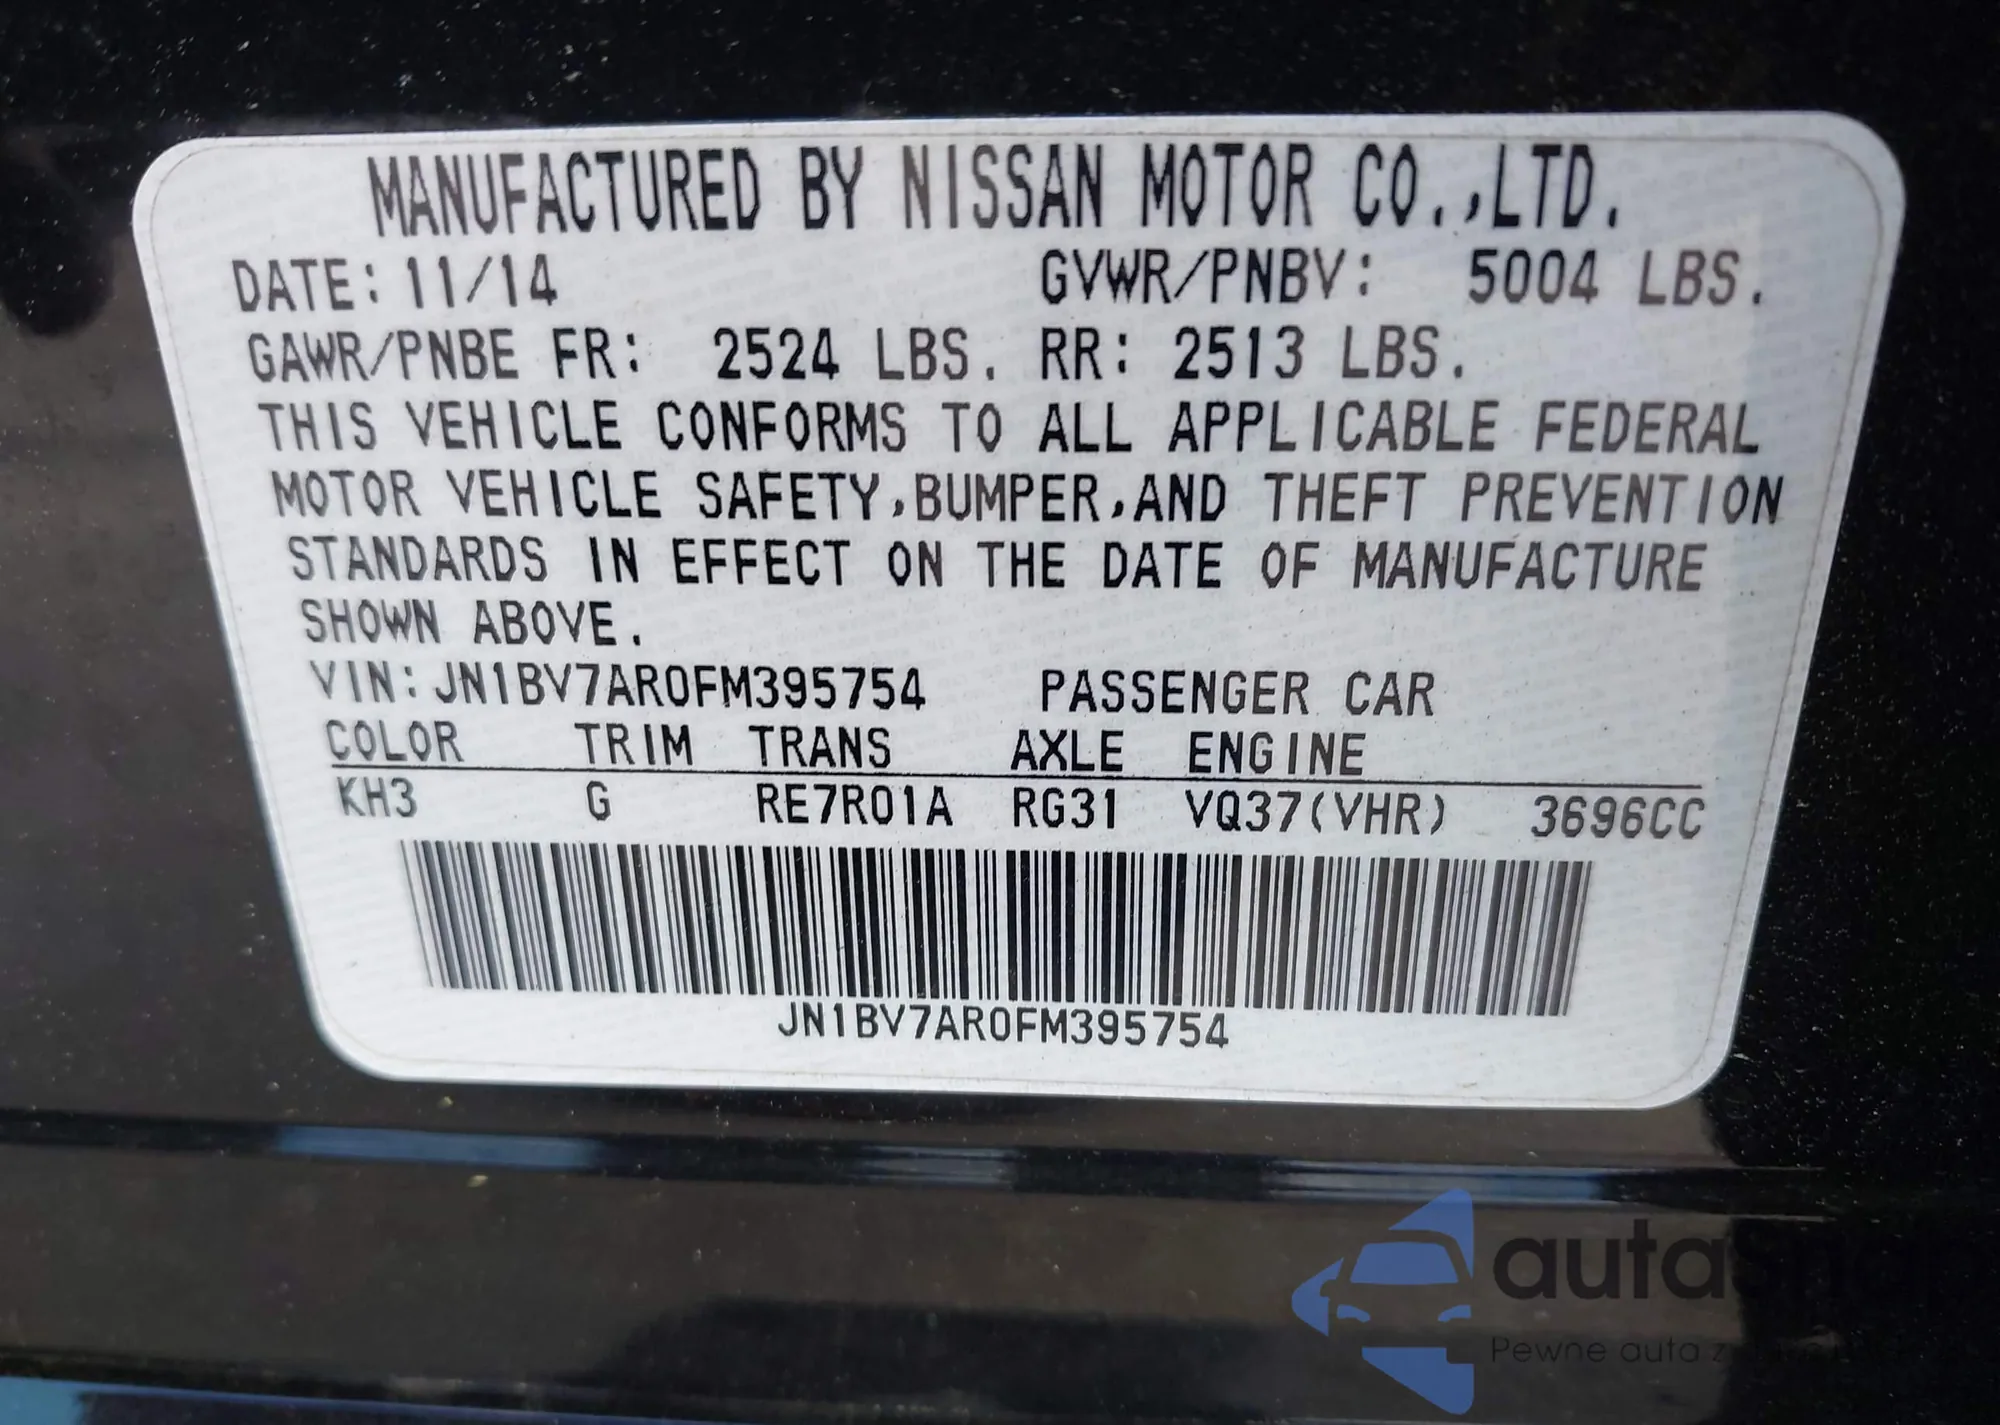 MANUFACTURED BY NISSAN MOTOR CO.,LTD.
DATE: 11/14 GVWR/PNBV: 5004 LBS.
GAWR/PNBE FR: 2524 LBS. RR: 2513 LBS.
THIS VEHICLE CONFORMS TO ALL APPLICABLE FEDERAL
MOTOR VEHICLE SAFETY,BUMPER,AND THEFT PREVENTION
STANDARDS IN EFFECT ON THE DATE OF MANUFACTURE
SHOWN ABOVE.
VIN: JN1BV7AR0FM395754 PASSENGER CAR
COLOR TRIM TRANS AXLE ENGINE
KH3 G RE7R01A RG31 VQ37(VHR) 3696CC
JN1BV7AR0FM395754
Pewne auta